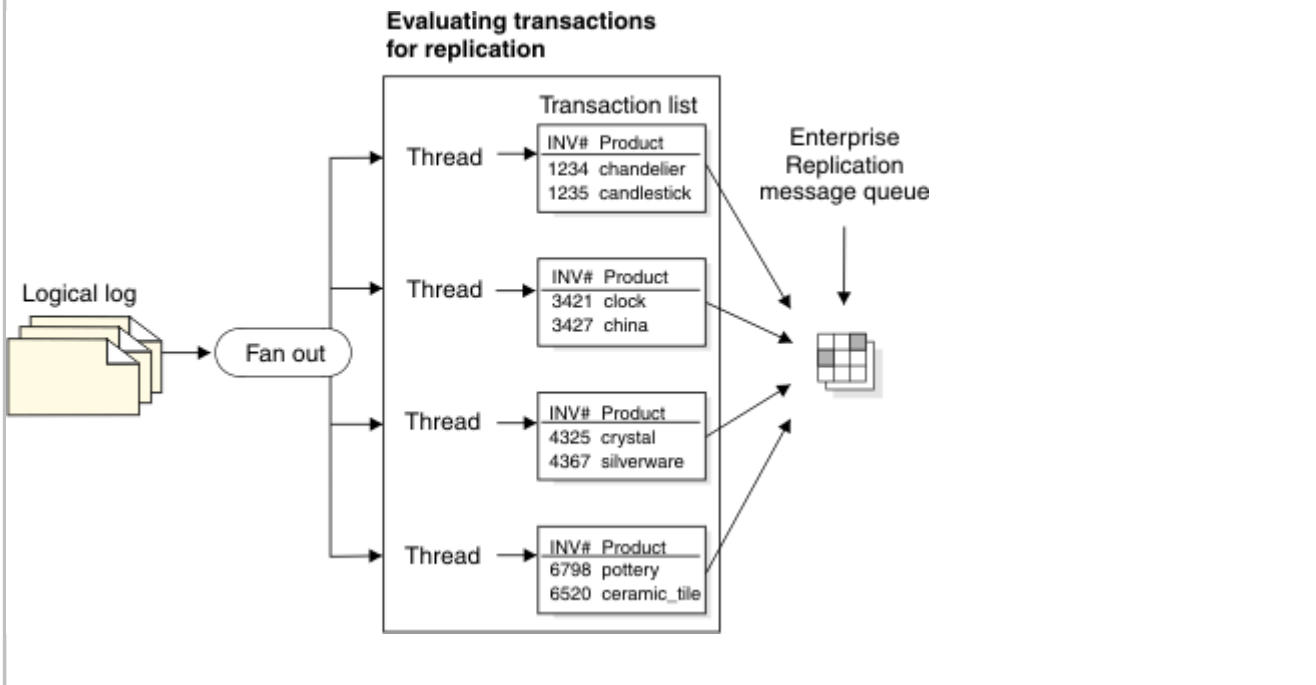 Evaluating transactions
for replication
Transaction list
Thread
INV# Product
1234 chandelier
1235 candlestick
Enterprise
Replication
message queue
Thread
INV# Product
3421 clock
3427 china
Logical log
Fan out
Thread
INV# Product
4325 crystal
4367 silverware
Thread
INV# Product
6798 pottery
6520 ceramic_tile